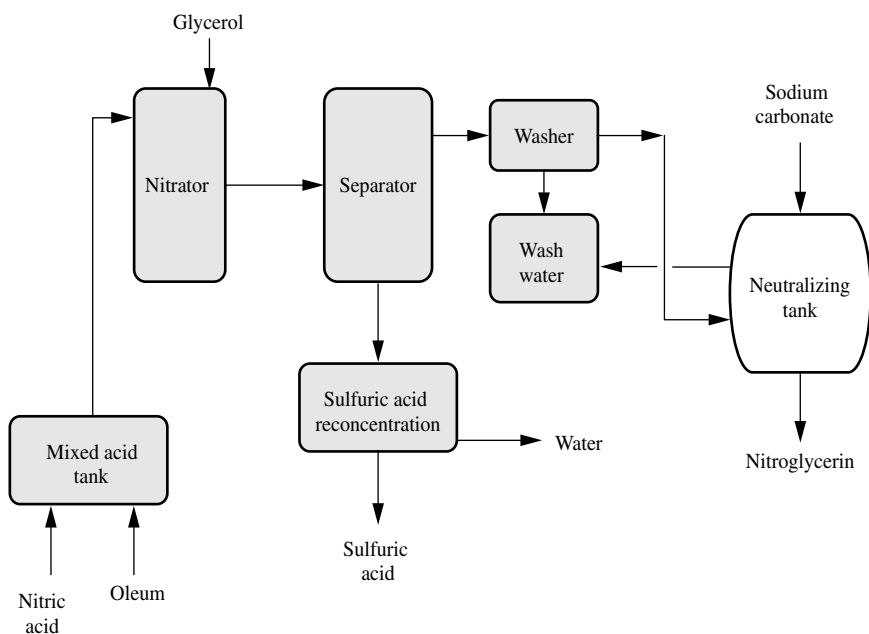 Glycerol
Nitrator
Separator
Washer
Wash
water
Sodium
carbonate
Neutralizing
tank
Nitroglycerin
Sulfuric acid
reconcentration
Water
Sulfuric
acid
Mixed acid
tank
Nitric
acid
Oleum